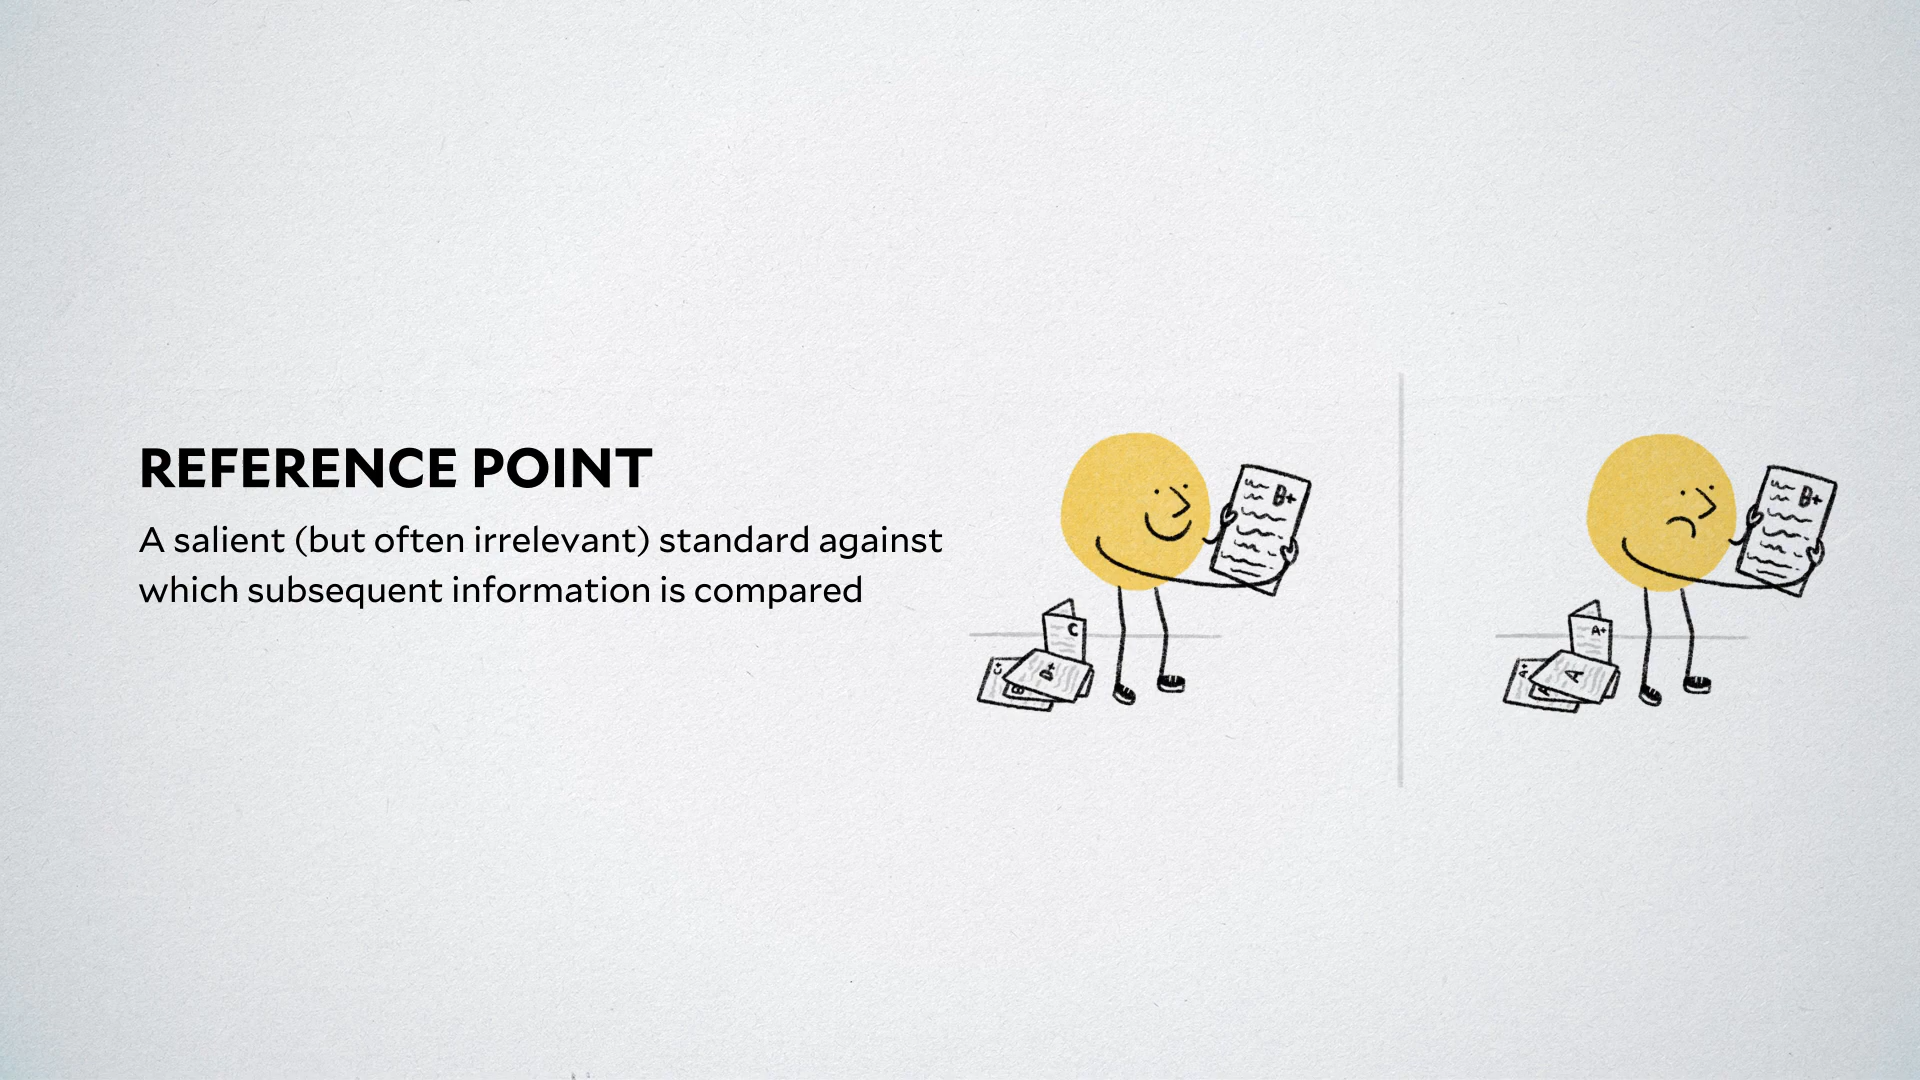 REFERENCE POINT
A salient (but often irrelevant) standard against
which subsequent information is compared
B+
C
C+
B
D+
B+
A+
A+
A
A